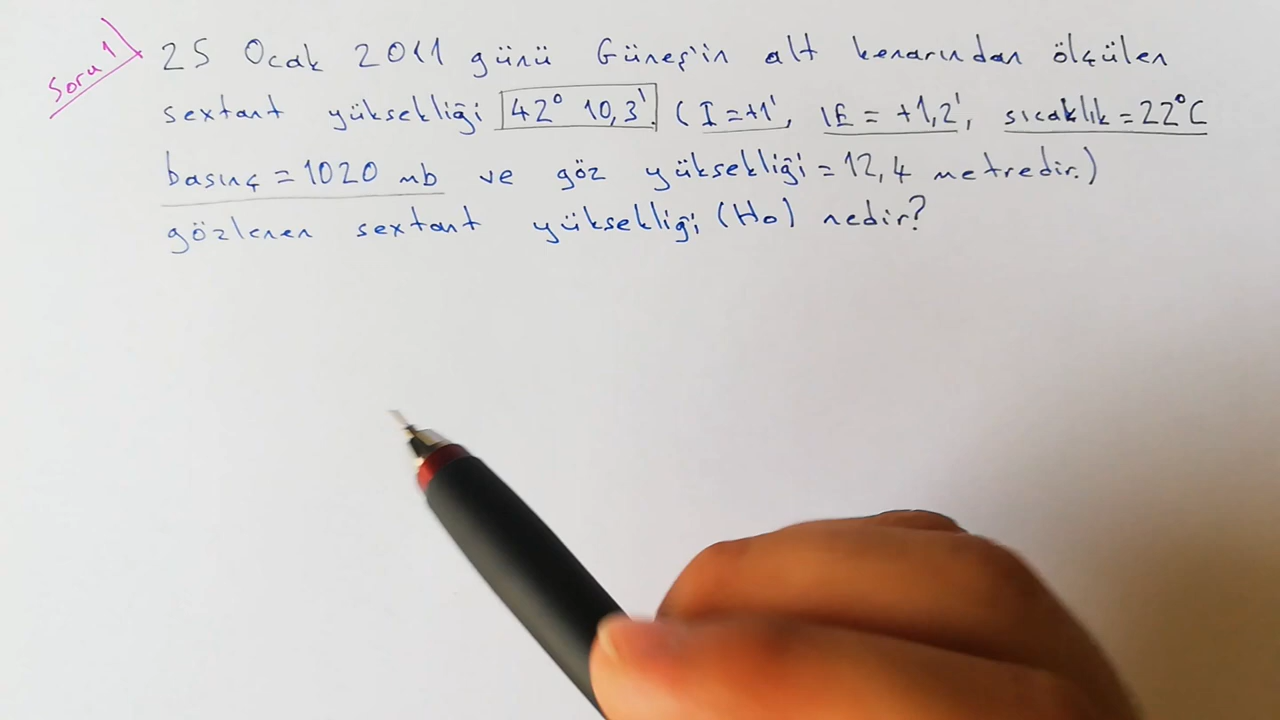 Soru 1
25 Ocak 2011 günü Güneş'in alt kenarından ölçülen
sextant yüksekliği 42° 10,3' (I=+1', IE = +1,2', sıcaklık = 22°C
basınç = 1020 mb ve göz yüksekliği = 12,4 metredir.)
gözlenen sextant yüksekliği (Ho) nedir?